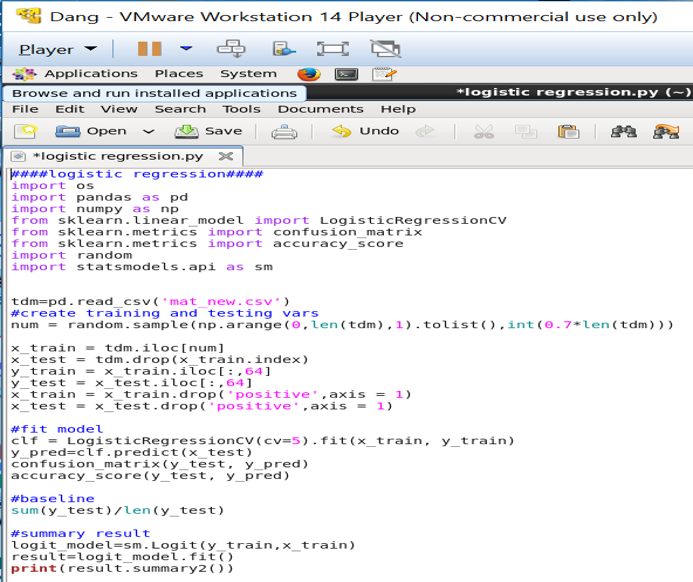 Dang - VMware Workstation 14 Player (Non-commercial use only)
Player
Applications Places System
Browse and run installed applications
*logistic regression.py (~)
File Edit View Search Tools Documents Help
Open Save Undo
*logistic regression.py
####logistic regression####
import os
import pandas as pd
import numpy as np
from sklearn.linear_model import LogisticRegressionCV
from sklearn.metrics import confusion_matrix
from sklearn.metrics import accuracy_score
import random
import statsmodels.api as sm
tdm=pd.read_csv('mat_new.csv')
#create training and testing vars
num = random.sample(np.arange(0,len(tdm),1).tolist(),int(0.7*len(tdm)))
x_train = tdm.iloc[num]
x_test = tdm.drop(x_train.index)
y_train = x_train.iloc[:,64]
y_test = x_test.iloc[:,64]
x_train = x_train.drop('positive',axis = 1)
x_test = x_test.drop('positive',axis = 1)
#fit model
clf = LogisticRegressionCV(cv=5).fit(x_train, y_train)
y_pred=clf.predict(x_test)
confusion_matrix(y_test, y_pred)
accuracy_score(y_test, y_pred)
#baseline
sum(y_test)/len(y_test)
#summary result
logit_model=sm.Logit(y_train,x_train)
result=logit_model.fit()
print(result.summary2())